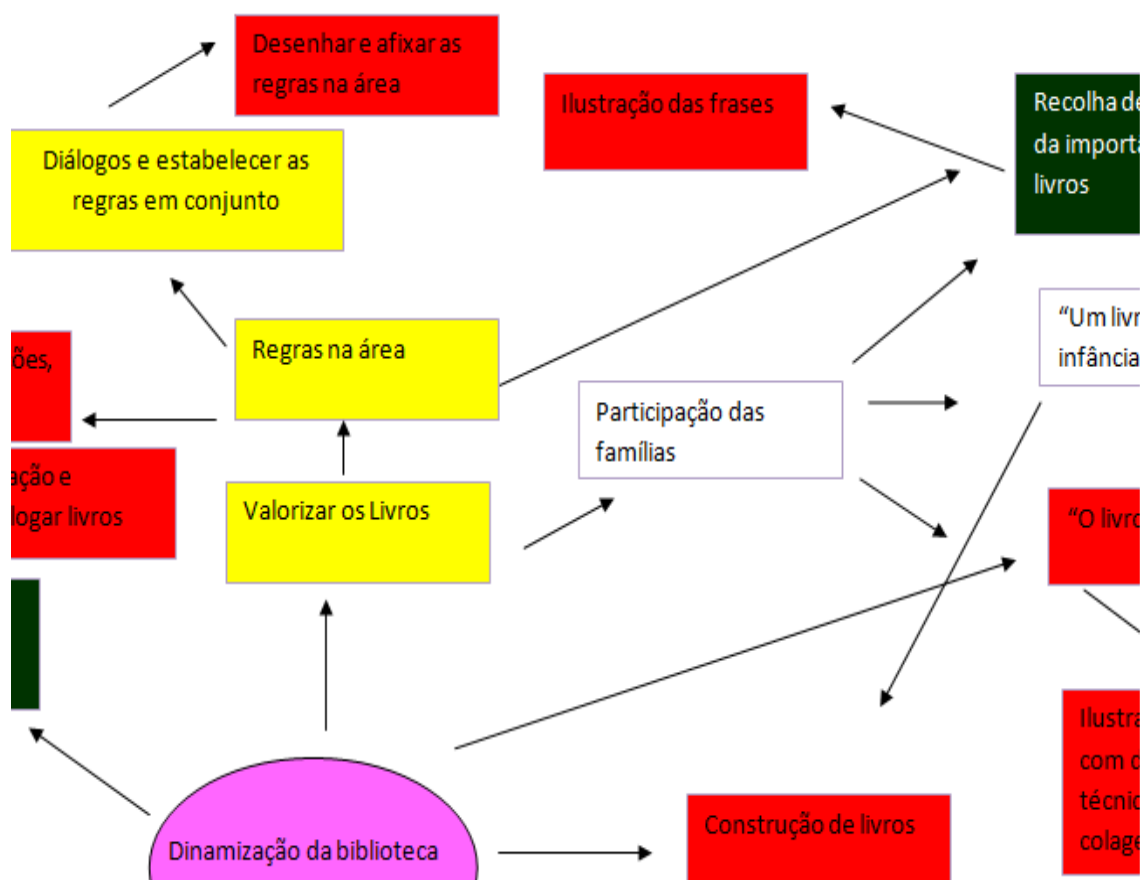 Desenhar e afixar as
regras na área
Ilustração das frases
Recolha de
da importa
livros
Diálogos e estabelecer as
regras em conjunto
“Um livr
infância
Regras na área
ões,
Participação das
famílias
ação e
logar livros
Valorizar os Livros
“O livro
Ilustra
com d
técnic
colage
Construção de livros
Dinamização da biblioteca